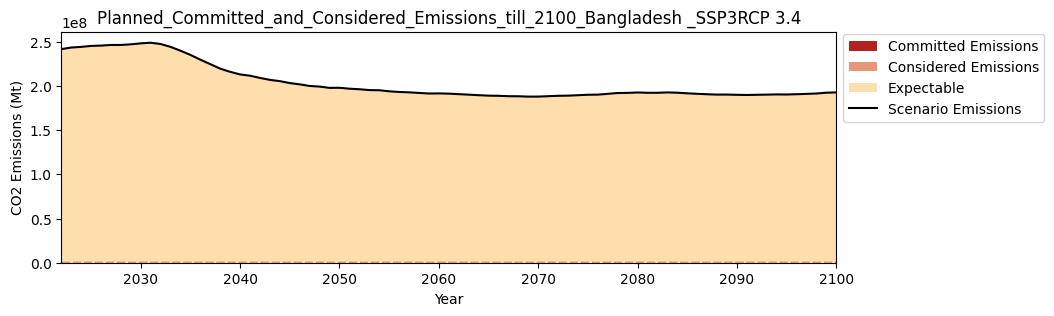 Planned_Committed_and_Considered_Emissions_till_2100_Bangladesh _SSP3RCP 3.4
1e8
2.5
2.0
1.5
1.0
0.5
0.0
CO2 Emissions (Mt)
2030 2040 2050 2060 2070 2080 2090 2100
Year
Committed Emissions
Considered Emissions
Expectable
Scenario Emissions